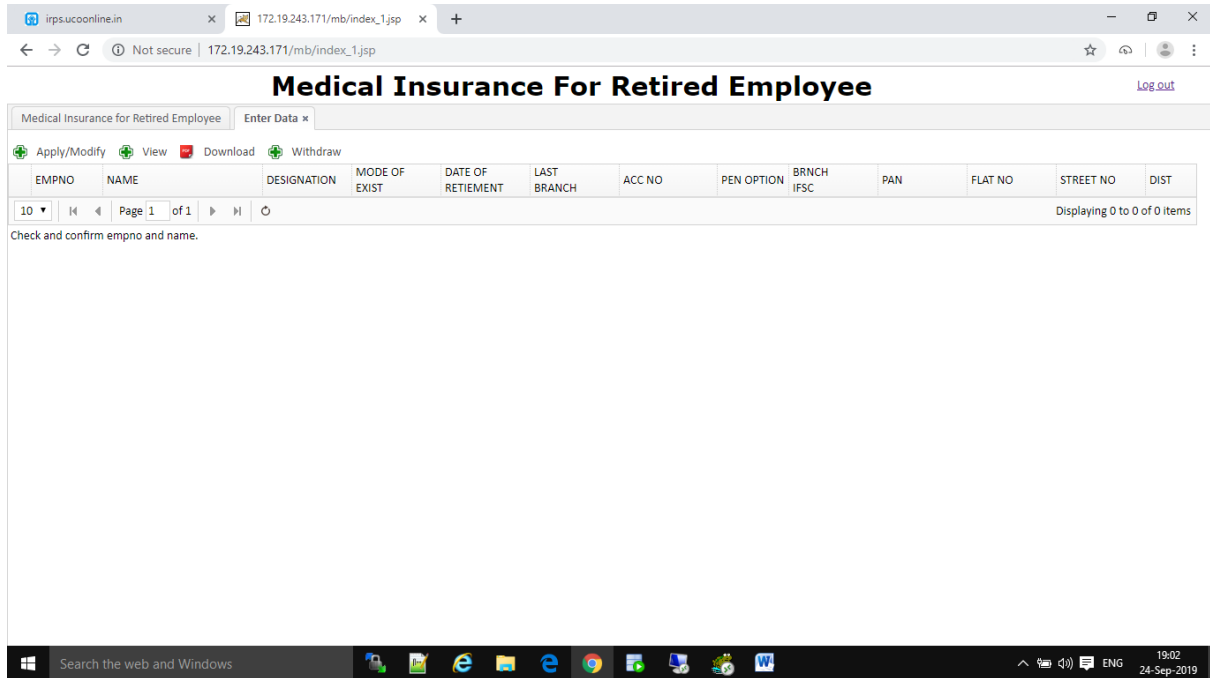 irps.ucoonline.in
172.19.243.171/mb/index_1.jsp
Not secure | 172.19.243.171/mb/index_1.jsp
Medical Insurance For Retired Employee
Log out
Medical Insurance for Retired Employee
Enter Data
Apply/Modify View Download Withdraw
EMPNO NAME DESIGNATION MODE OF EXIST DATE OF RETIEMENT LAST BRANCH ACC NO PEN OPTION BRNCH IFSC PAN FLAT NO STREET NO DIST
10 Page 1 of 1 Displaying 0 to 0 of 0 items
Check and confirm empno and name.
Search the web and Windows
ENG
19:02
24-Sep-2019